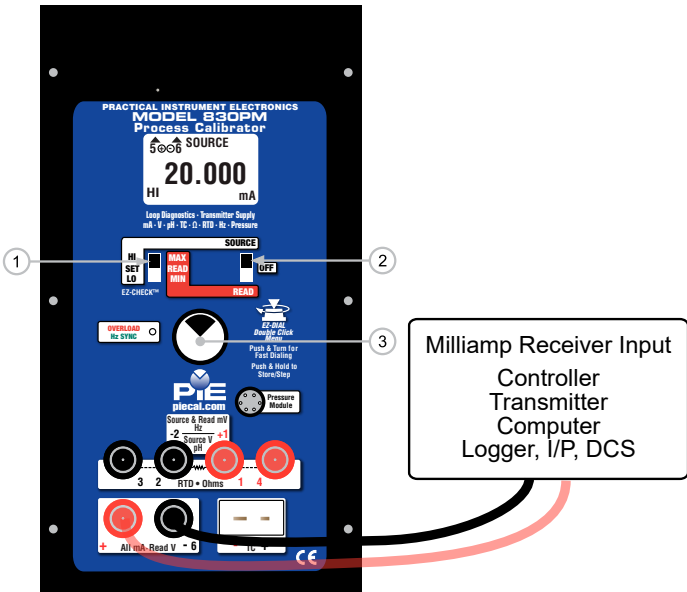 PRACTICAL INSTRUMENT ELECTRONICS
MODEL 830PM
Process Calibrator
5⊕⊖6 SOURCE
20.000
HI mA
Loop Diagnostics • Transmitter Supply
mA • V • pH • TC • Ω • RTD • Hz • Pressure
SOURCE
1
HI
SET
LO
MAX
READ
MIN
OFF
2
EZ-CHECK™
READ
OVERLOAD
Hz SYNC
EZ-DIAL
Double Click
Menu
3
Push & Turn for
Fast Dialing
Push & Hold to
Store/Step
PIE
piecal.com
Pressure
Module
Source & Read mV
Hz
-2 +1
Source V
pH
3 2 RTD • Ohms 1 4
+ All mA-Read V - 6
- TC +
CE
Milliamp Receiver Input
Controller
Transmitter
Computer
Logger, I/P, DCS